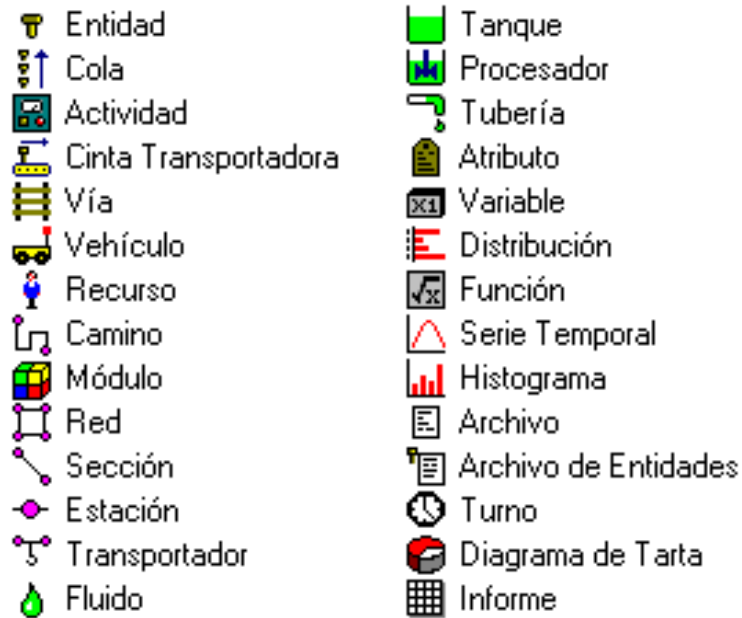 Entidad
Cola
Actividad
Cinta Transportadora
Vía
Vehículo
Recurso
Camino
Módulo
Red
Sección
Estación
Transportador
Fluido
Tanque
Procesador
Tubería
Atributo
Variable
Distribución
Función
Serie Temporal
Histograma
Archivo
Archivo de Entidades
Turno
Diagrama de Tarta
Informe